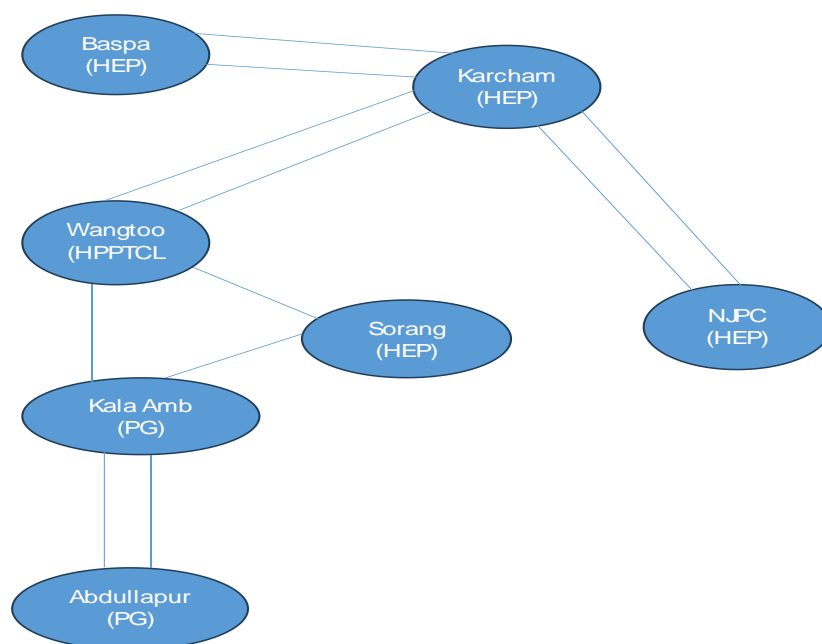 Baspa
(HEP)
Karcham
(HEP)
Wangtoo
(HPPTCL
NJPC
(HEP)
Sorang
(HEP)
Kala Amb
(PG)
Abdullapur
(PG)